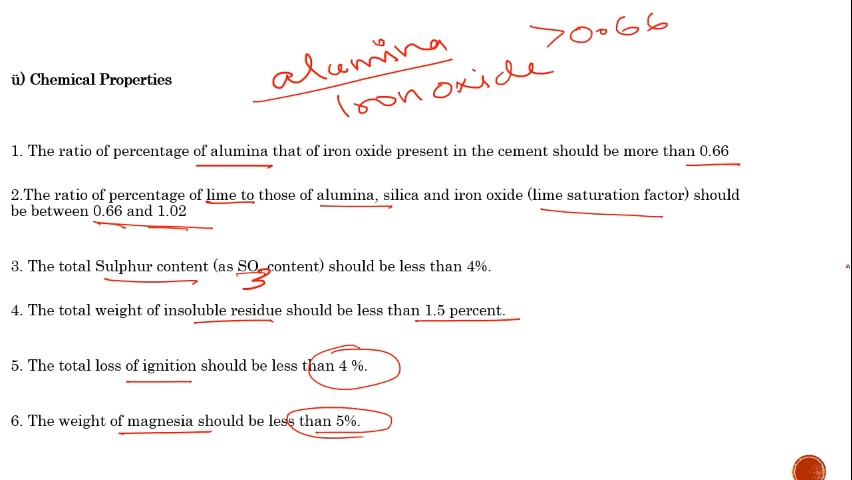 alumina >0.66
Iron oxide
ü) Chemical Properties
1. The ratio of percentage of alumina that of iron oxide present in the cement should be more than 0.66
2.The ratio of percentage of lime to those of alumina, silica and iron oxide (lime saturation factor) should
be between 0.66 and 1.02
3. The total Sulphur content (as SO3 content) should be less than 4%.
4. The total weight of insoluble residue should be less than 1.5 percent.
5. The total loss of ignition should be less than 4 %.
6. The weight of magnesia should be less than 5%.